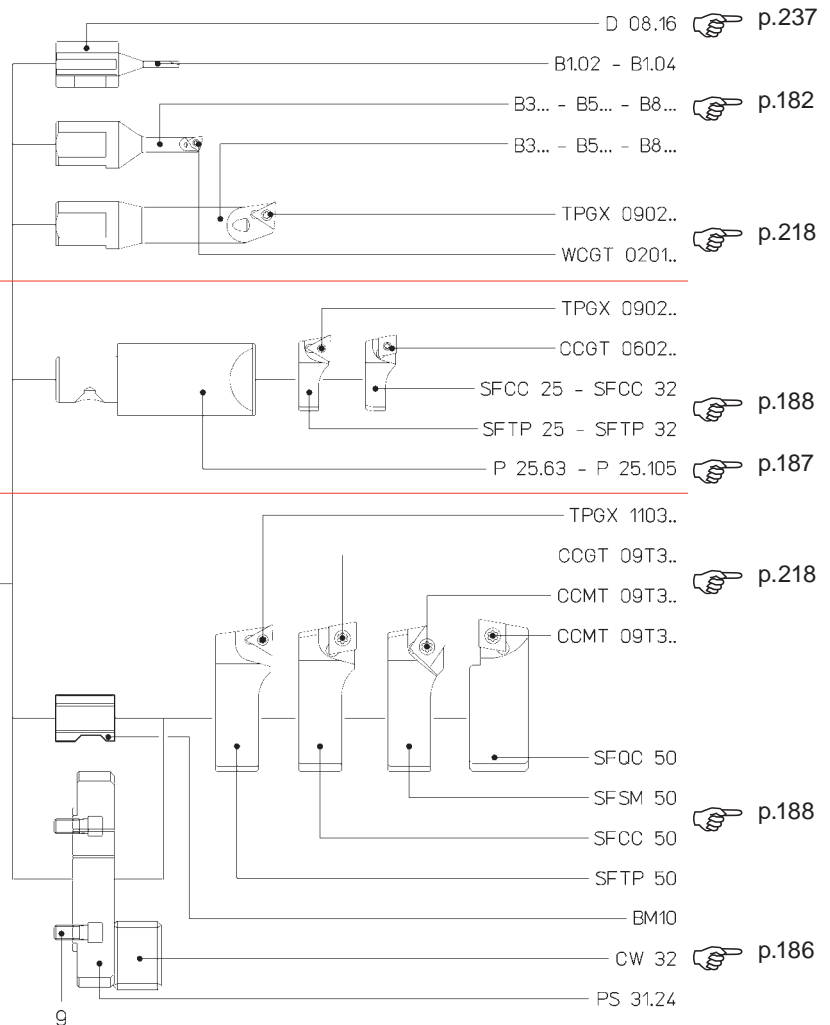 D 08.16 p.237
B1.02 - B1.04
B3... - B5... - B8... p.182
B3... - B5... - B8...
TPGX 0902..
p.218
WCGT 0201..
TPGX 0902..
CCGT 0602..
SFCC 25 - SFCC 32
p.188
SFTP 25 - SFTP 32
P 25.63 - P 25.105 p.187
TPGX 1103..
CCGT 09T3..
p.218
CCMT 09T3..
CCMT 09T3..
SFQC 50
SFSM 50
p.188
SFCC 50
SFTP 50
BM10
CW 32 p.186
PS 31.24
9